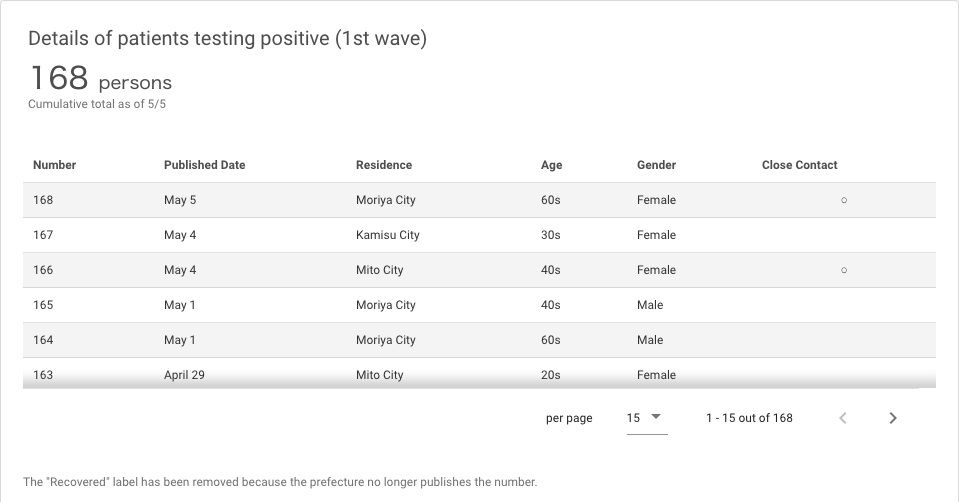 Details of patients testing positive (1st wave)
168 persons
Cumulative total as of 5/5
Number Published Date Residence Age Gender Close Contact
168 May 5 Moriya City 60s Female ○
167 May 4 Kamisu City 30s Female
166 May 4 Mito City 40s Female ○
165 May 1 Moriya City 40s Male
164 May 1 Moriya City 60s Male
163 April 29 Mito City 20s Female
per page 15 1 - 15 out of 168
The "Recovered" label has been removed because the prefecture no longer publishes the number.